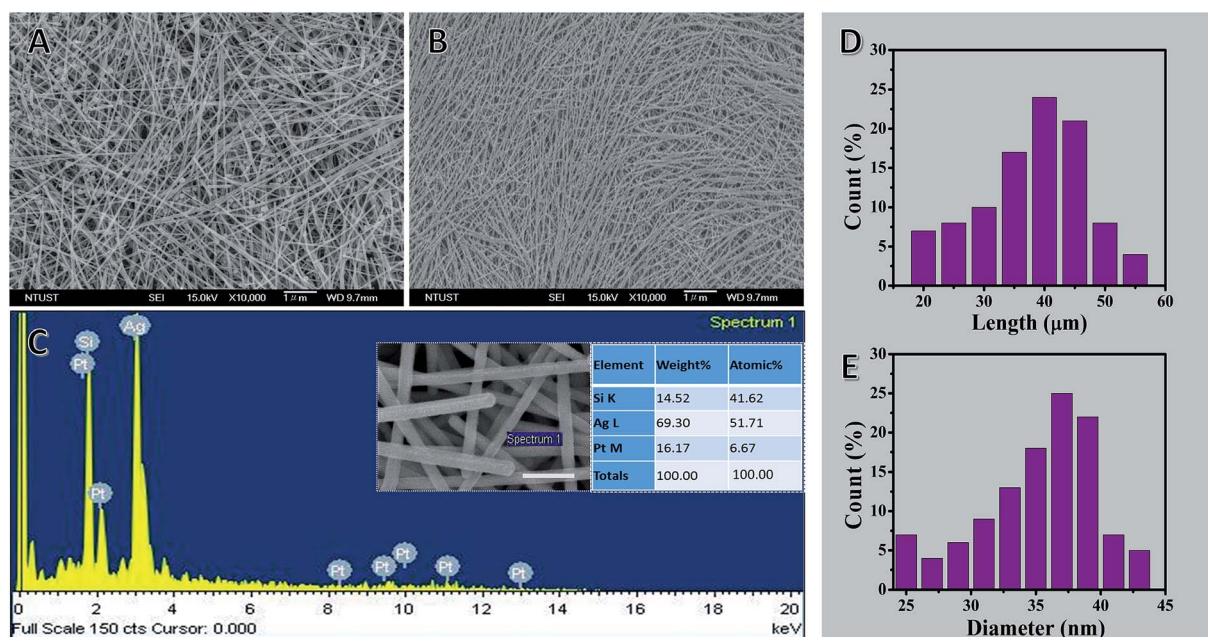 A
NTUST SEI 15.0kV X10,000 1μm WD 9.7mm
B
NTUST SEI 15.0kV X10,000 1μm WD 9.7mm
C
Spectrum 1
Si
Pt
Ag
Pt
Pt
Pt
Pt
Pt
Pt
Spectrum 1
Element Weight% Atomic%
Si K 14.52 41.62
Ag L 69.30 51.71
Pt M 16.17 6.67
Totals 100.00 100.00
0 2 4 6 8 10 12 14 16 18 20
Full Scale 150 cts Cursor: 0.000 keV
D
30
25
20
15
10
5
0
Count (%)
20 30 40 50 60
Length (μm)
E
30
25
20
15
10
5
0
Count (%)
25 30 35 40 45
Diameter (nm)